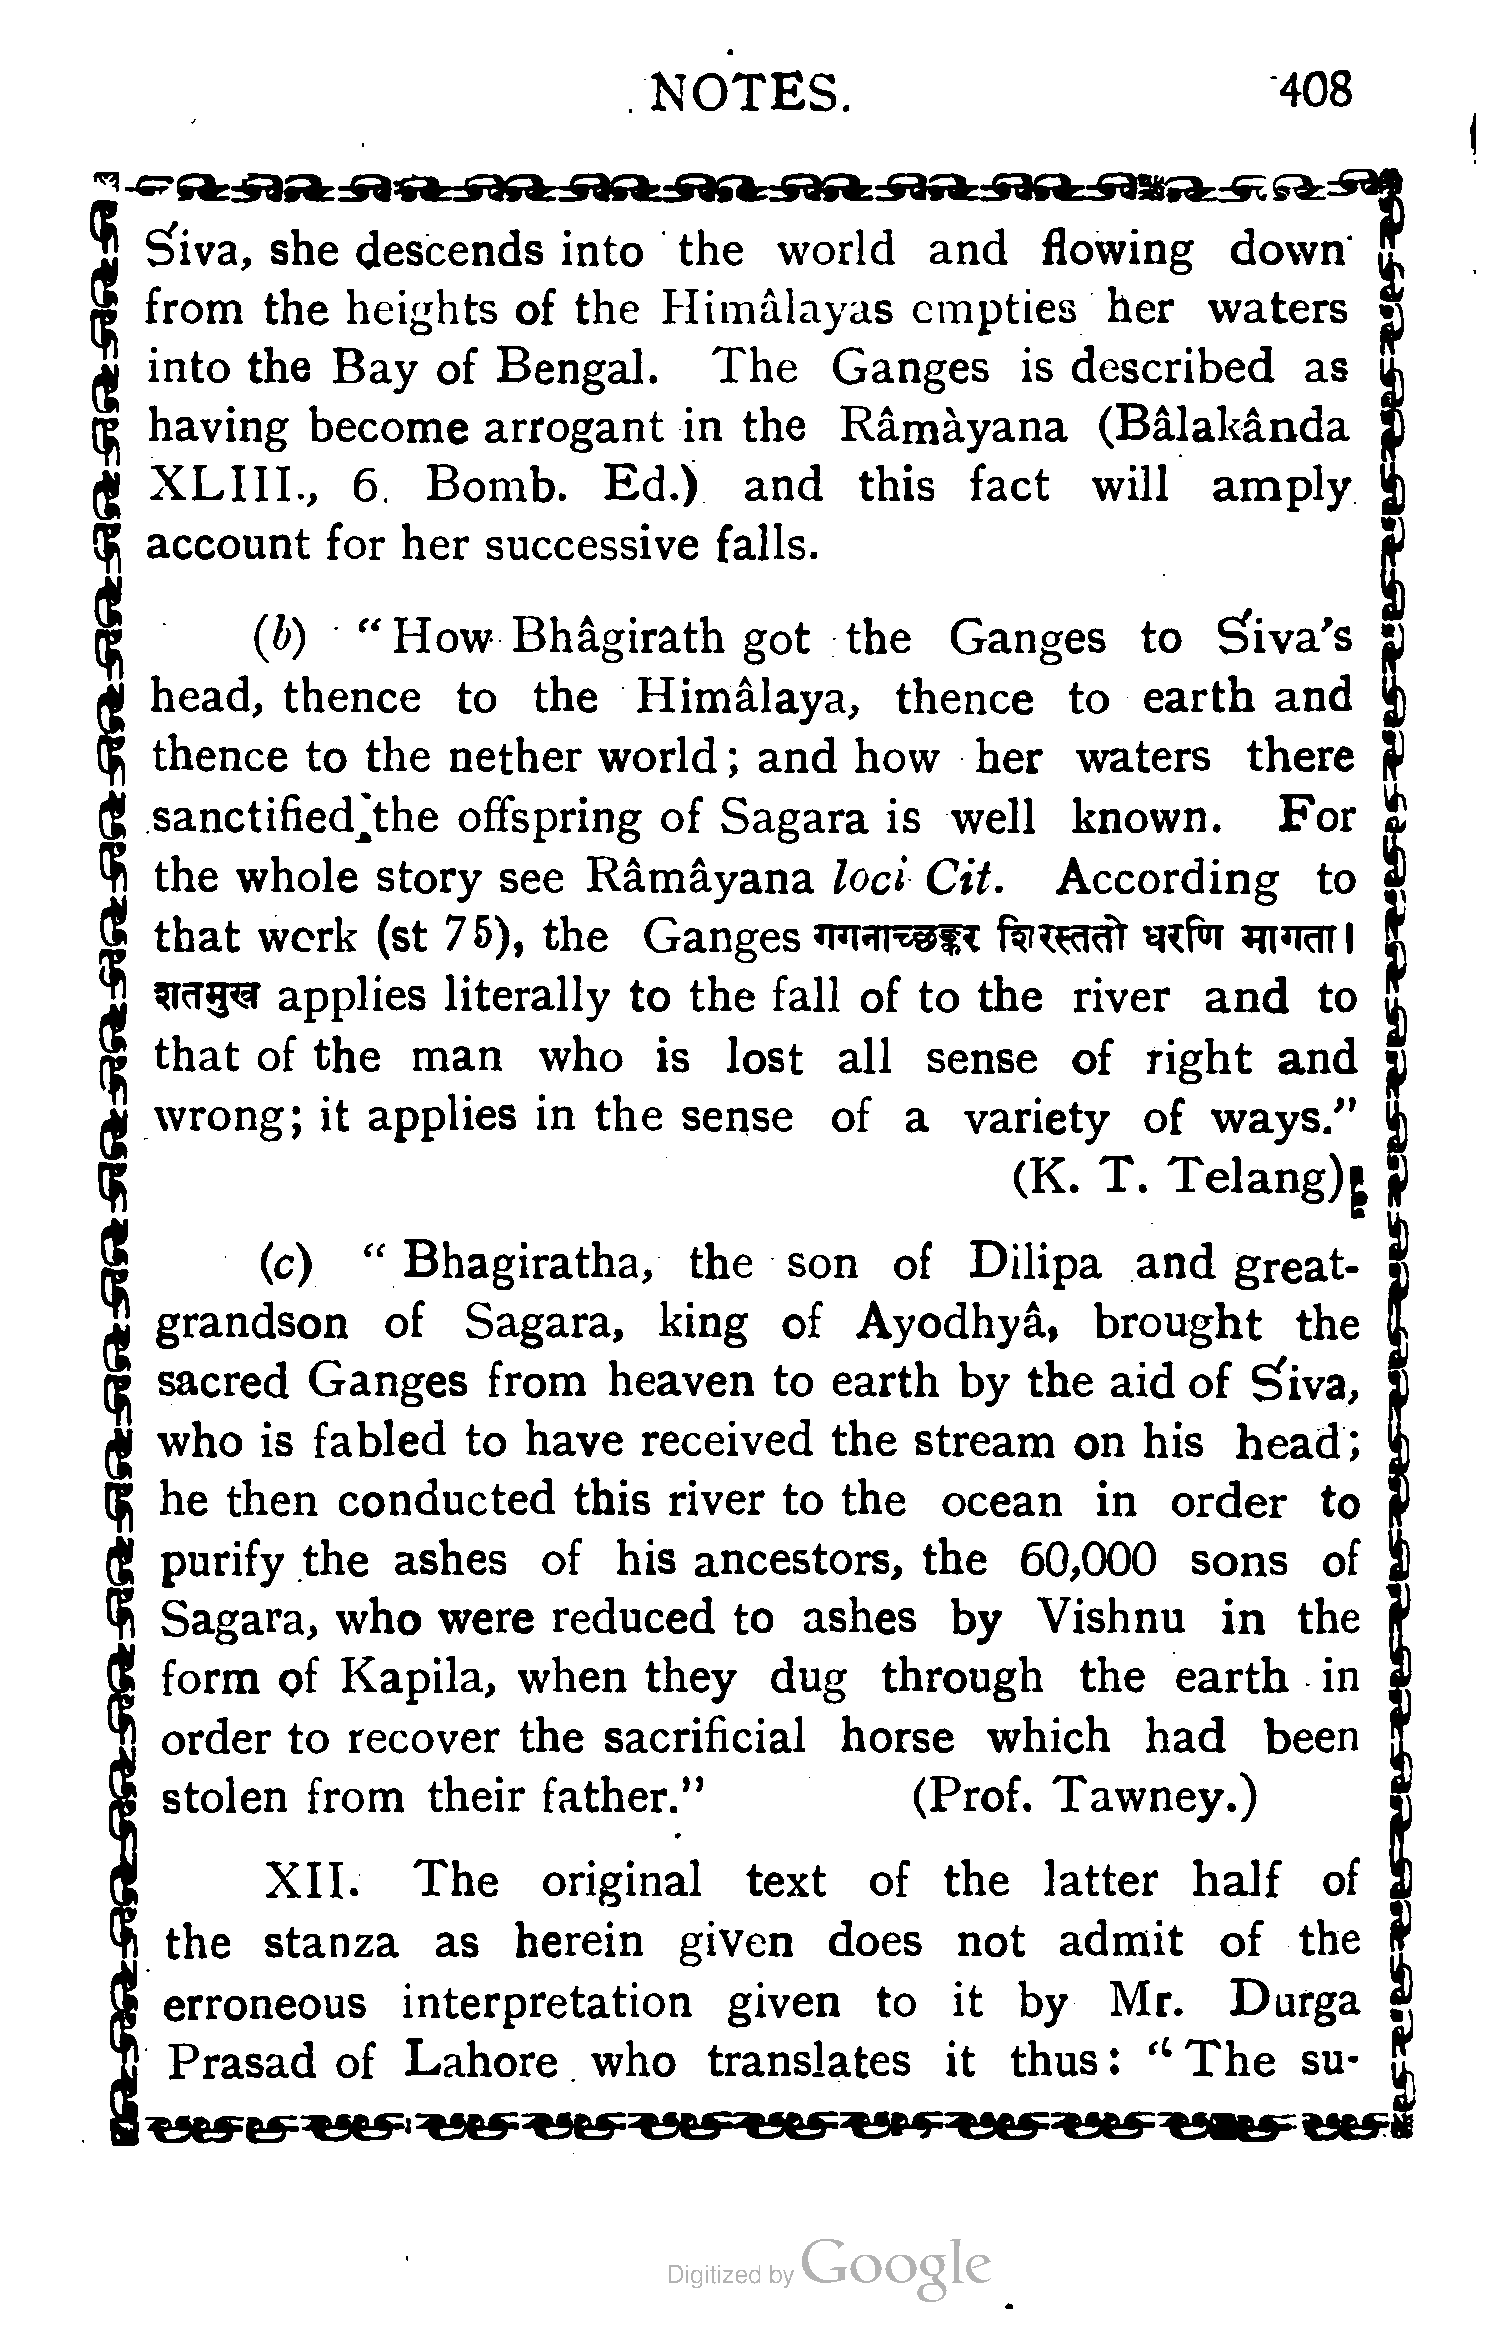 NOTES. 408
Śiva, she descends into the world and flowing down
from the heights of the Himâlayas empties her waters
into the Bay of Bengal. The Ganges is described as
having become arrogant in the Râmàyana (Bâlakânda
XLIII., 6. Bomb. Ed.) and this fact will amply
account for her successive falls.
(b) “How Bhâgirath got the Ganges to Śiva’s
head, thence to the Himâlaya, thence to earth and
thence to the nether world; and how her waters there
sanctified the offspring of Sagara is well known. For
the whole story see Râmâyana loci Cit. According to
that work (st 75), the Ganges गगनाच्छङ्कर शिरस्ततो धरणि मागता।
शतमुख applies literally to the fall of to the river and to
that of the man who is lost all sense of right and
wrong; it applies in the sense of a variety of ways.”
(K. T. Telang)
(c) “Bhagiratha, the son of Dilipa and great-
grandson of Sagara, king of Ayodhyâ, brought the
sacred Ganges from heaven to earth by the aid of Śiva,
who is fabled to have received the stream on his head;
he then conducted this river to the ocean in order to
purify the ashes of his ancestors, the 60,000 sons of
Sagara, who were reduced to ashes by Vishnu in the
form of Kapila, when they dug through the earth in
order to recover the sacrificial horse which had been
stolen from their father.” (Prof. Tawney.)
XII. The original text of the latter half of
the stanza as herein given does not admit of the
erroneous interpretation given to it by Mr. Durga
Prasad of Lahore who translates it thus: “The su-
Digitized by Google